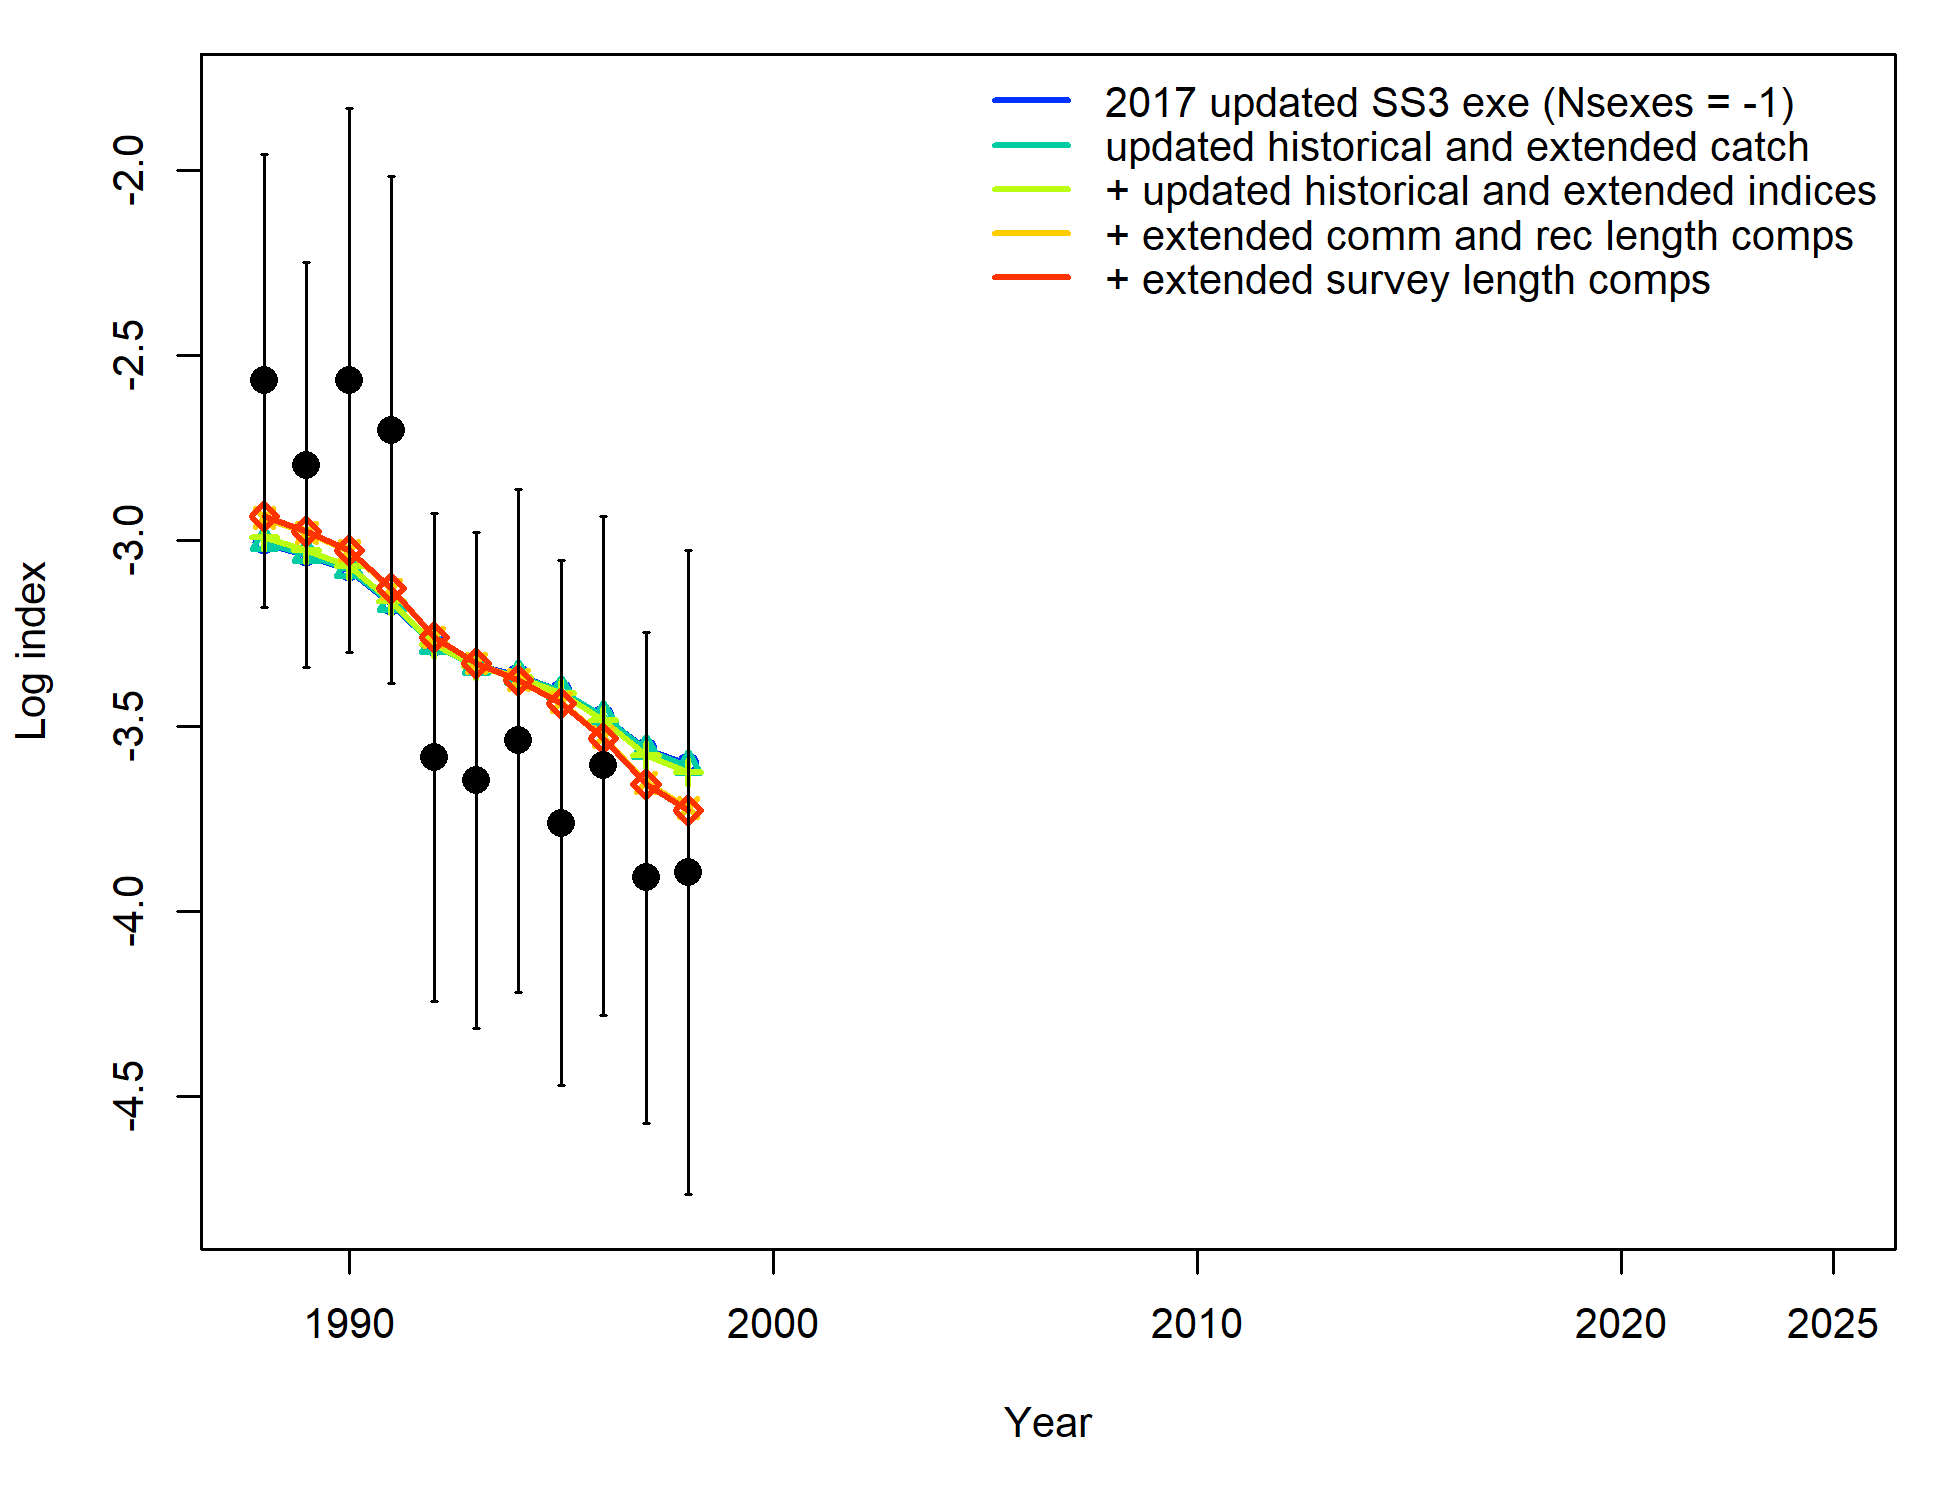 2017 updated SS3 exe (Nsexes = -1)
updated historical and extended catch
+ updated historical and extended indices
+ extended comm and rec length comps
+ extended survey length comps
Log index
-2.0
-2.5
-3.0
-3.5
-4.0
-4.5
1990 2000 2010 2020 2025
Year